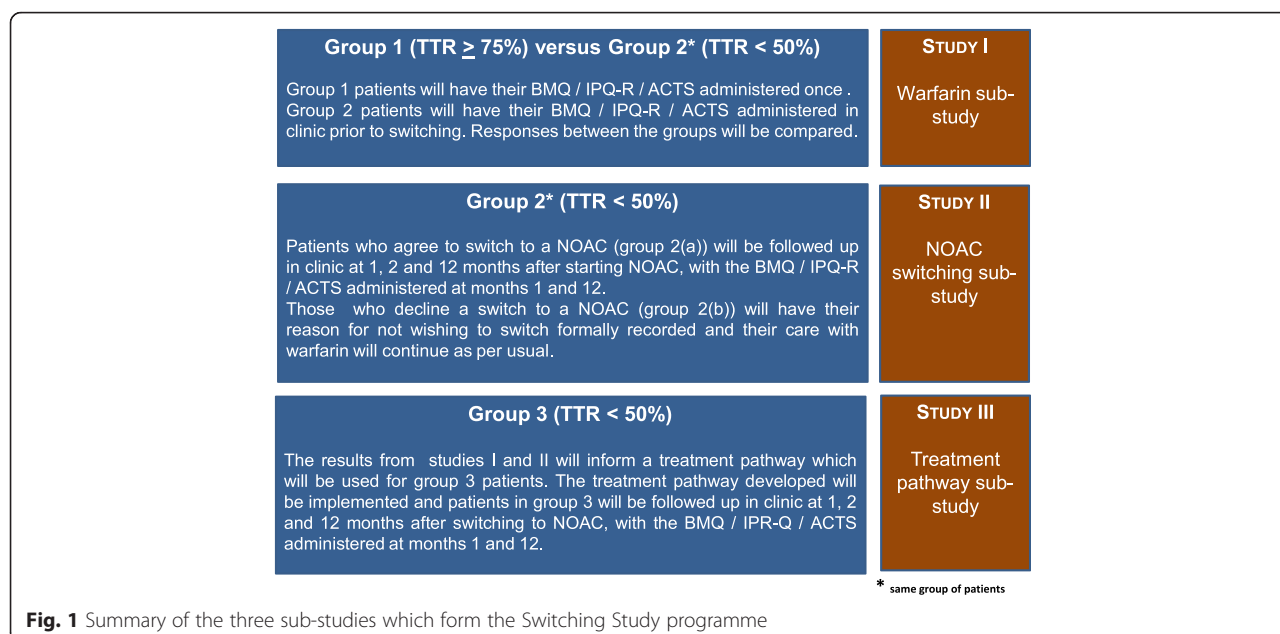 Group 1 (TTR ≥ 75%) versus Group 2* (TTR < 50%)
Group 1 patients will have their BMQ / IPQ-R / ACTS administered once .
Group 2 patients will have their BMQ / IPQ-R / ACTS administered in
clinic prior to switching. Responses between the groups will be compared.
STUDY I
Warfarin sub-
study
Group 2* (TTR < 50%)
Patients who agree to switch to a NOAC (group 2(a)) will be followed up
in clinic at 1, 2 and 12 months after starting NOAC, with the BMQ / IPQ-R
/ ACTS administered at months 1 and 12.
Those who decline a switch to a NOAC (group 2(b)) will have their
reason for not wishing to switch formally recorded and their care with
warfarin will continue as per usual.
STUDY II
NOAC
switching sub-
study
Group 3 (TTR < 50%)
The results from studies I and II will inform a treatment pathway which
will be used for group 3 patients. The treatment pathway developed will
be implemented and patients in group 3 will be followed up in clinic at 1, 2
and 12 months after switching to NOAC, with the BMQ / IPR-Q / ACTS
administered at months 1 and 12.
STUDY III
Treatment
pathway sub-
study
* same group of patients
Fig. 1 Summary of the three sub-studies which form the Switching Study programme